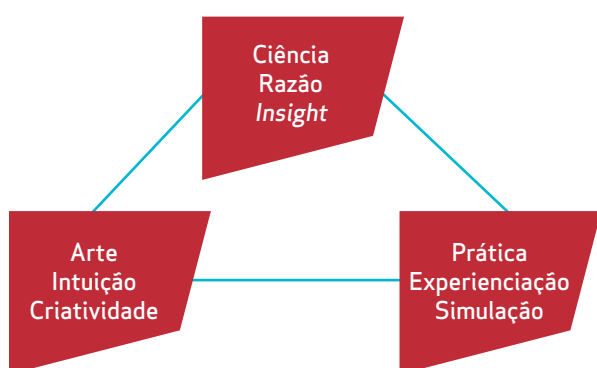 Ciência
Razão
Insight
Arte
Intuição
Criatividade
Prática
Experienciação
Simulação